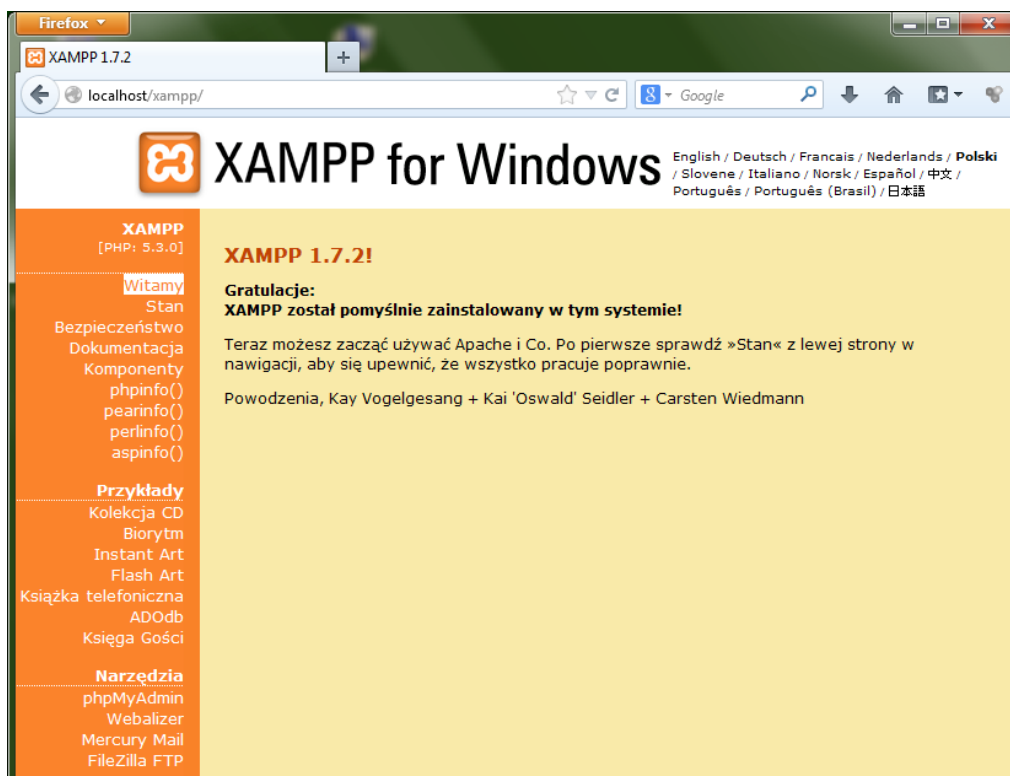 Firefox
XAMPP 1.7.2
localhost/xampp/
Google
XAMPP for Windows
English / Deutsch / Francais / Nederlands / Polski
/ Slovene / Italiano / Norsk / Español / 中文 /
Português / Português (Brasil) / 日本語
XAMPP
[PHP: 5.3.0]
Witamy
Stan
Bezpieczeństwo
Dokumentacja
Komponenty
phpinfo()
pearinfo()
perlinfo()
aspinfo()
Przykłady
Kolekcja CD
Biorytm
Instant Art
Flash Art
Książka telefoniczna
ADOdb
Księga Gości
Narzędzia
phpMyAdmin
Webalizer
Mercury Mail
FileZilla FTP
XAMPP 1.7.2!
Gratulacje:
XAMPP został pomyślnie zainstalowany w tym systemie!
Teraz możesz zacząć używać Apache i Co. Po pierwsze sprawdź »Stan« z lewej strony w
nawigacji, aby się upewnić, że wszystko pracuje poprawnie.
Powodzenia, Kay Vogelgesang + Kai 'Oswald' Seidler + Carsten Wiedmann